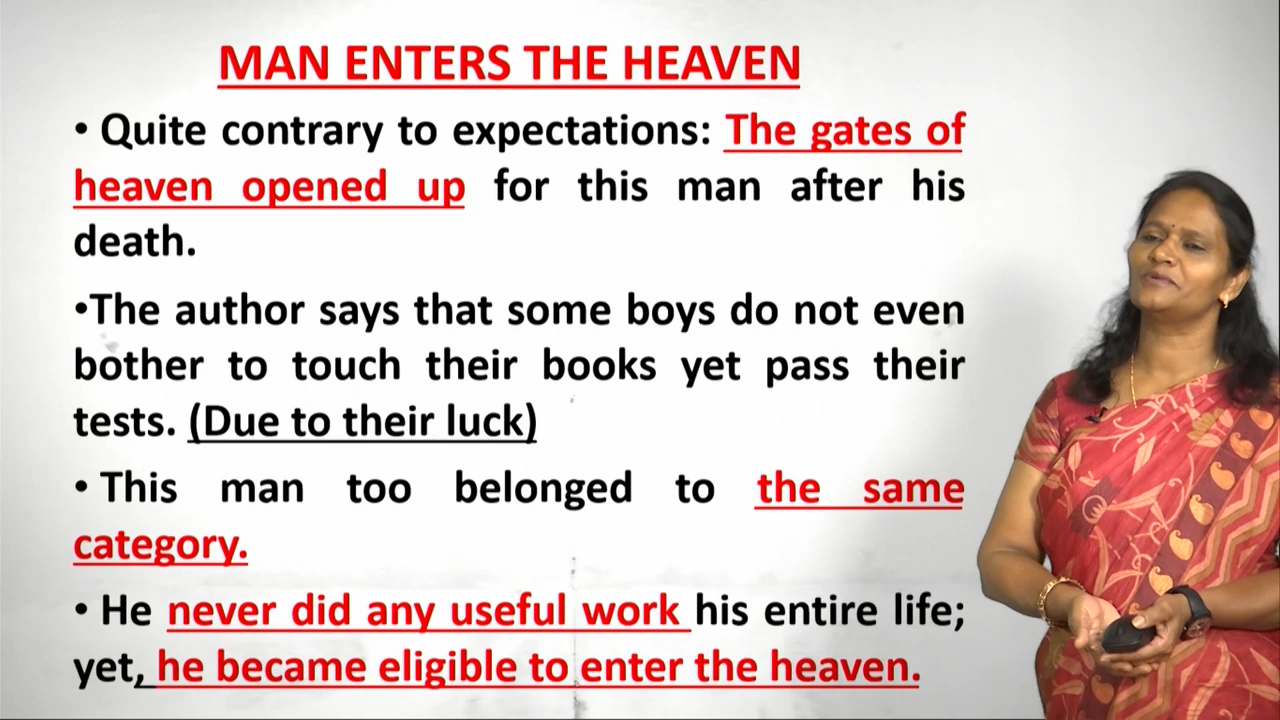 MAN ENTERS THE HEAVEN
• Quite contrary to expectations: The gates of
heaven opened up for this man after his
death.
•The author says that some boys do not even
bother to touch their books yet pass their
tests. (Due to their luck)
• This man too belonged to the same
category.
• He never did any useful work his entire life;
yet, he became eligible to enter the heaven.